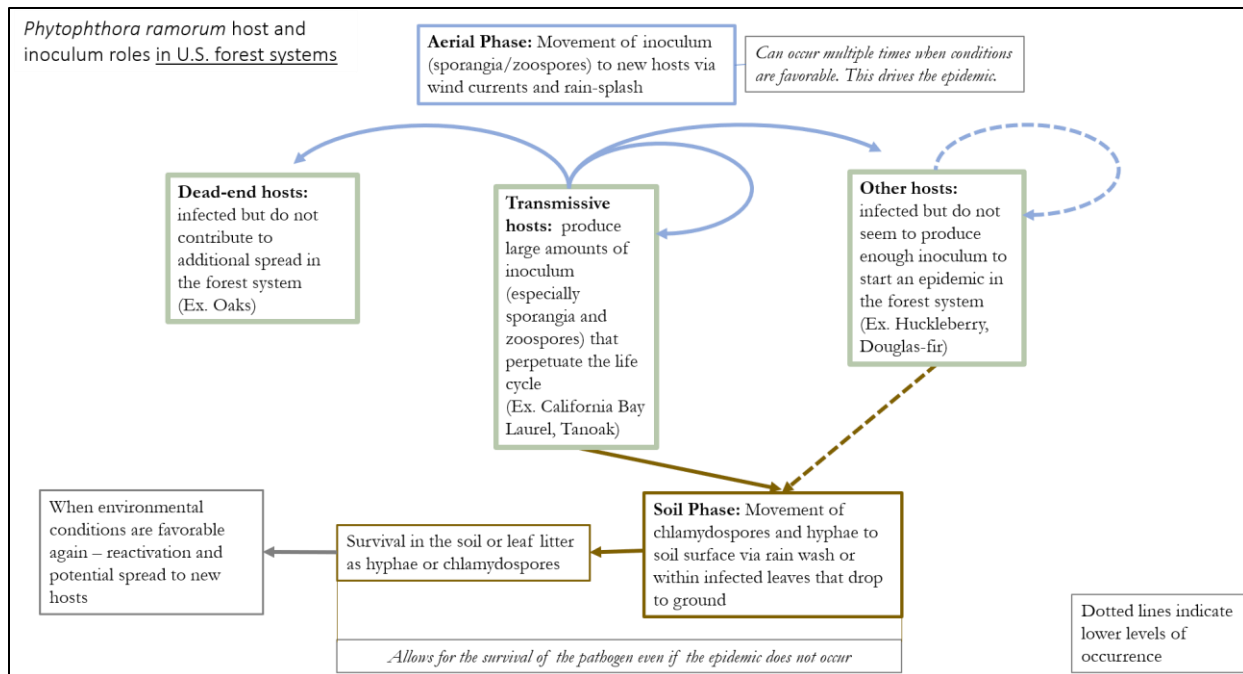 Phytophthora ramorum host and
inoculum roles in U.S. forest systems
Aerial Phase: Movement of inoculum
(sporangia/zoospores) to new hosts via
wind currents and rain-splash
Can occur multiple times when conditions
are favorable. This drives the epidemic.
Dead-end hosts:
infected but do not
contribute to
additional spread in
the forest system
(Ex. Oaks)
Transmissive
hosts: produce
large amounts of
inoculum
(especially
sporangia and
zoospores) that
perpetuate the life
cycle
(Ex. California Bay
Laurel, Tanoak)
Other hosts:
infected but do not
seem to produce
enough inoculum to
start an epidemic in
the forest system
(Ex. Huckleberry,
Douglas-fir)
Soil Phase: Movement of
chlamydospores and hyphae to
soil surface via rain wash or
within infected leaves that drop
to ground
Survival in the soil or leaf litter
as hyphae or chlamydospores
When environmental
conditions are favorable
again – reactivation and
potential spread to new
hosts
Allows for the survival of the pathogen even if the epidemic does not occur
Dotted lines indicate
lower levels of
occurrence